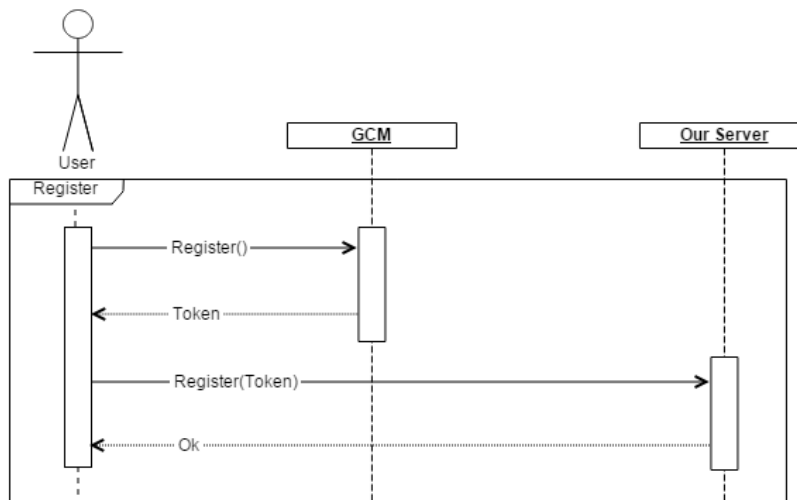 GCM
Our Server
User
Register
Register()
Token
Register(Token)
Ok